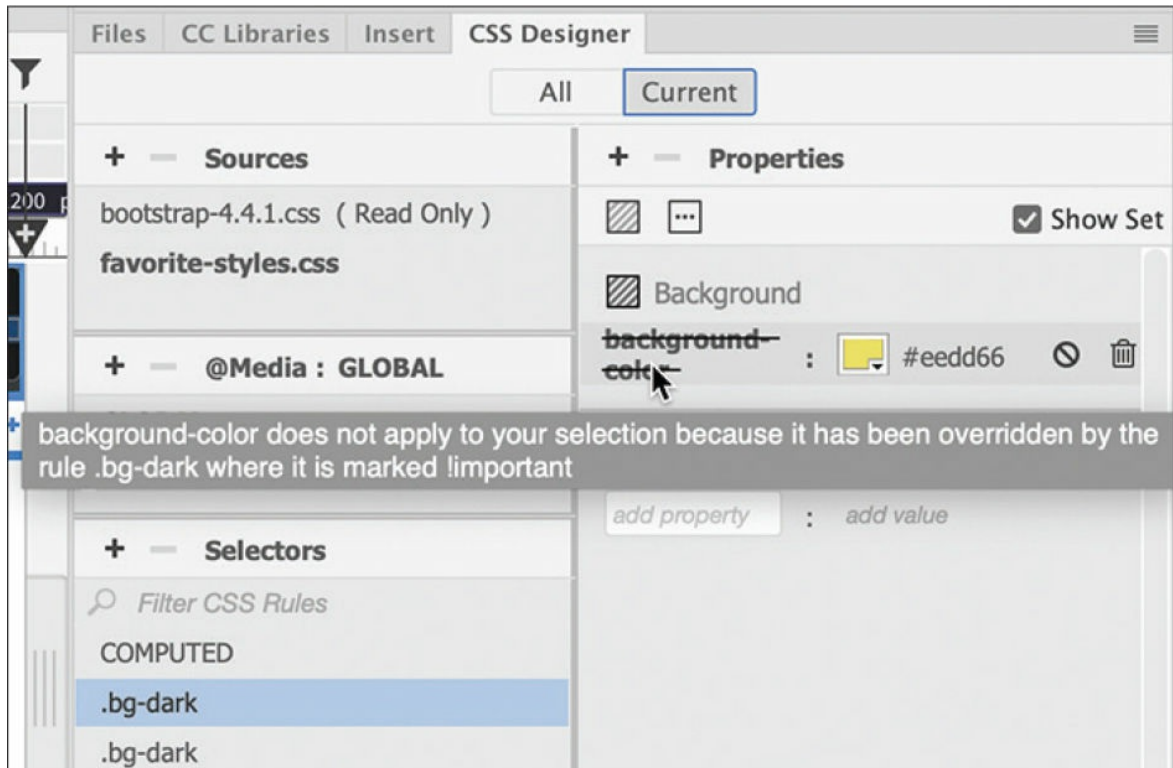 Files CC Libraries Insert CSS Designer
All Current
+ — Sources
bootstrap-4.4.1.css ( Read Only )
favorite-styles.css
+ — @Media : GLOBAL
background-color does not apply to your selection because it has been overridden by the
rule .bg-dark where it is marked !important
+ — Selectors
Filter CSS Rules
COMPUTED
.bg-dark
.bg-dark
+ — Properties
Show Set
Background
background-
color : #eedd66
add property : add value
200